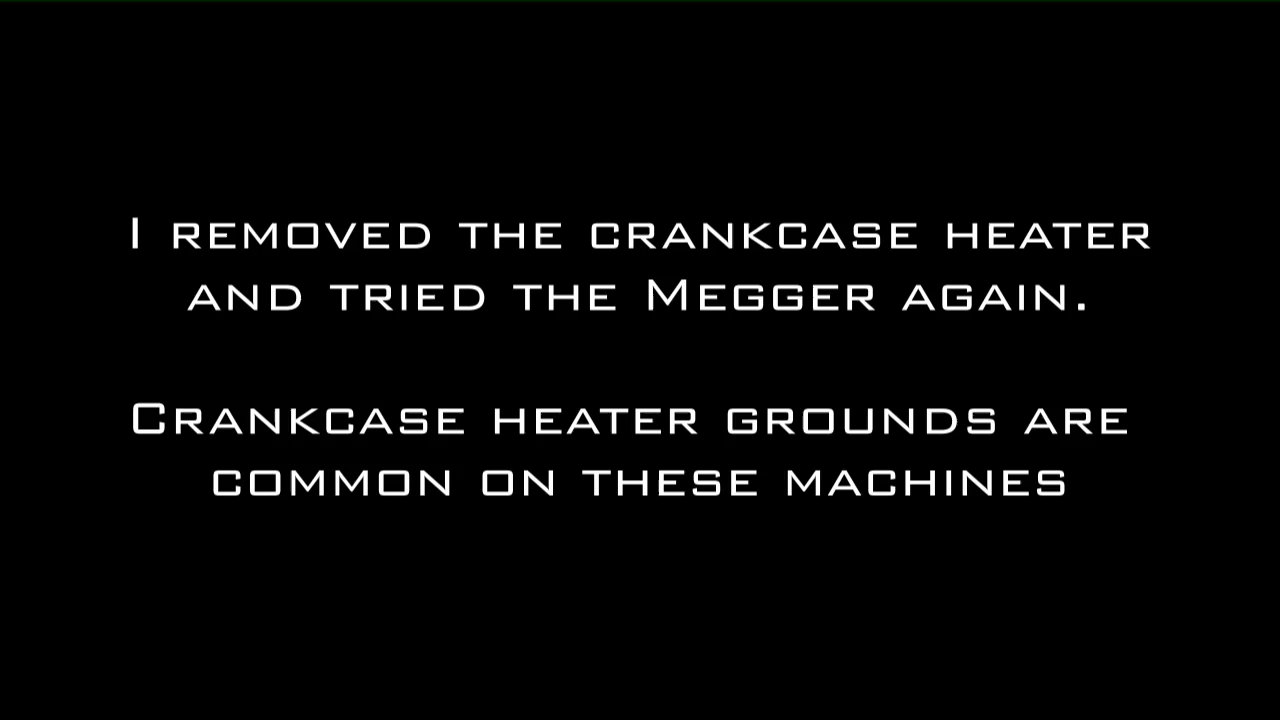 I removed the crankcase heater
and tried the Megger again.
Crankcase heater grounds are
common on these machines